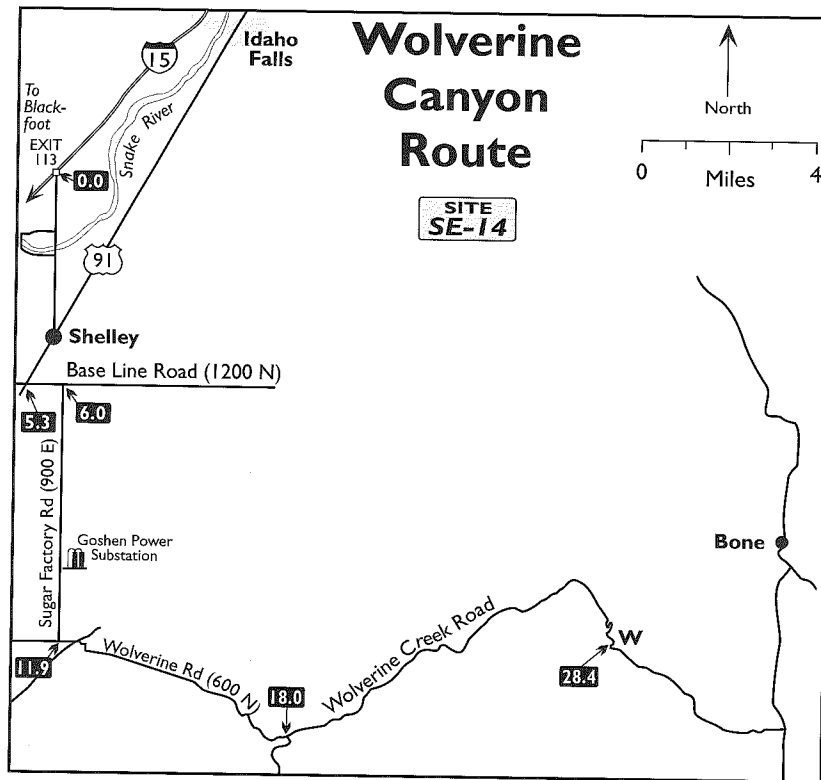 Wolverine
Canyon
Route
SITE
SE-14
North
0
4
Miles
Idaho
Falls
15
To
Black-
foot
EXIT
113
0.0
Snake River
91
Shelley
Base Line Road (1200 N)
5.3
6.0
Sugar Factory Rd (900 E)
Goshen Power
Substation
Bone
11.9
Wolverine Rd (600 N)
18.0
Wolverine Creek Road
W
28.4